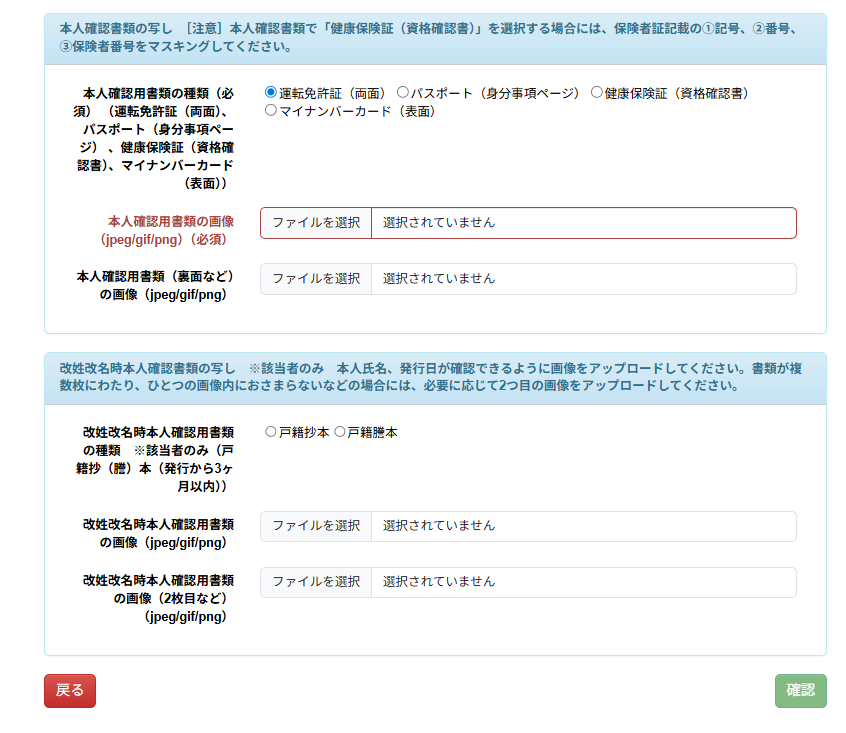 本人確認書類の写し ［注意］本人確認書類で「健康保険証（資格確認書）」を選択する場合には、保険者証記載の①記号、②番号、
③保険者番号をマスキングしてください。
本人確認用書類の種類（必
須） （運転免許証（両面）、
パスポート（身分事項ペー
ジ） 、健康保険証（資格確
認書）、マイナンバーカード
（表面））
運転免許証（両面） パスポート（身分事項ページ） 健康保険証（資格確認書）
マイナンバーカード（表面）
本人確認用書類の画像
（jpeg/gif/png）（必須）
ファイルを選択 選択されていません
本人確認用書類（裏面など）
の画像（jpeg/gif/png）
ファイルを選択 選択されていません
改姓改名時本人確認書類の写し ※該当者のみ 本人氏名、発行日が確認できるように画像をアップロードしてください。書類が複
数枚にわたり、ひとつの画像内におさまらないなどの場合には、必要に応じて2つ目の画像をアップロードしてください。
改姓改名時本人確認用書類
の種類 ※該当者のみ（戸
籍抄（謄）本（発行から3ヶ
月以内））
戸籍抄本 戸籍謄本
改姓改名時本人確認用書類
の画像（jpeg/gif/png）
ファイルを選択 選択されていません
改姓改名時本人確認用書類
の画像（2枚目など）
（jpeg/gif/png）
ファイルを選択 選択されていません
戻る
確認